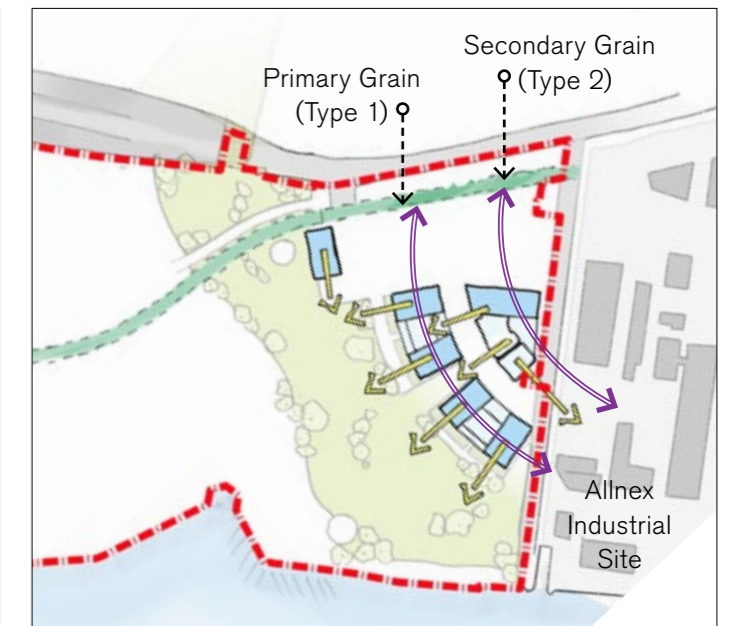 Primary Grain
(Type 1)
Secondary Grain
(Type 2)
Allnex
Industrial
Site